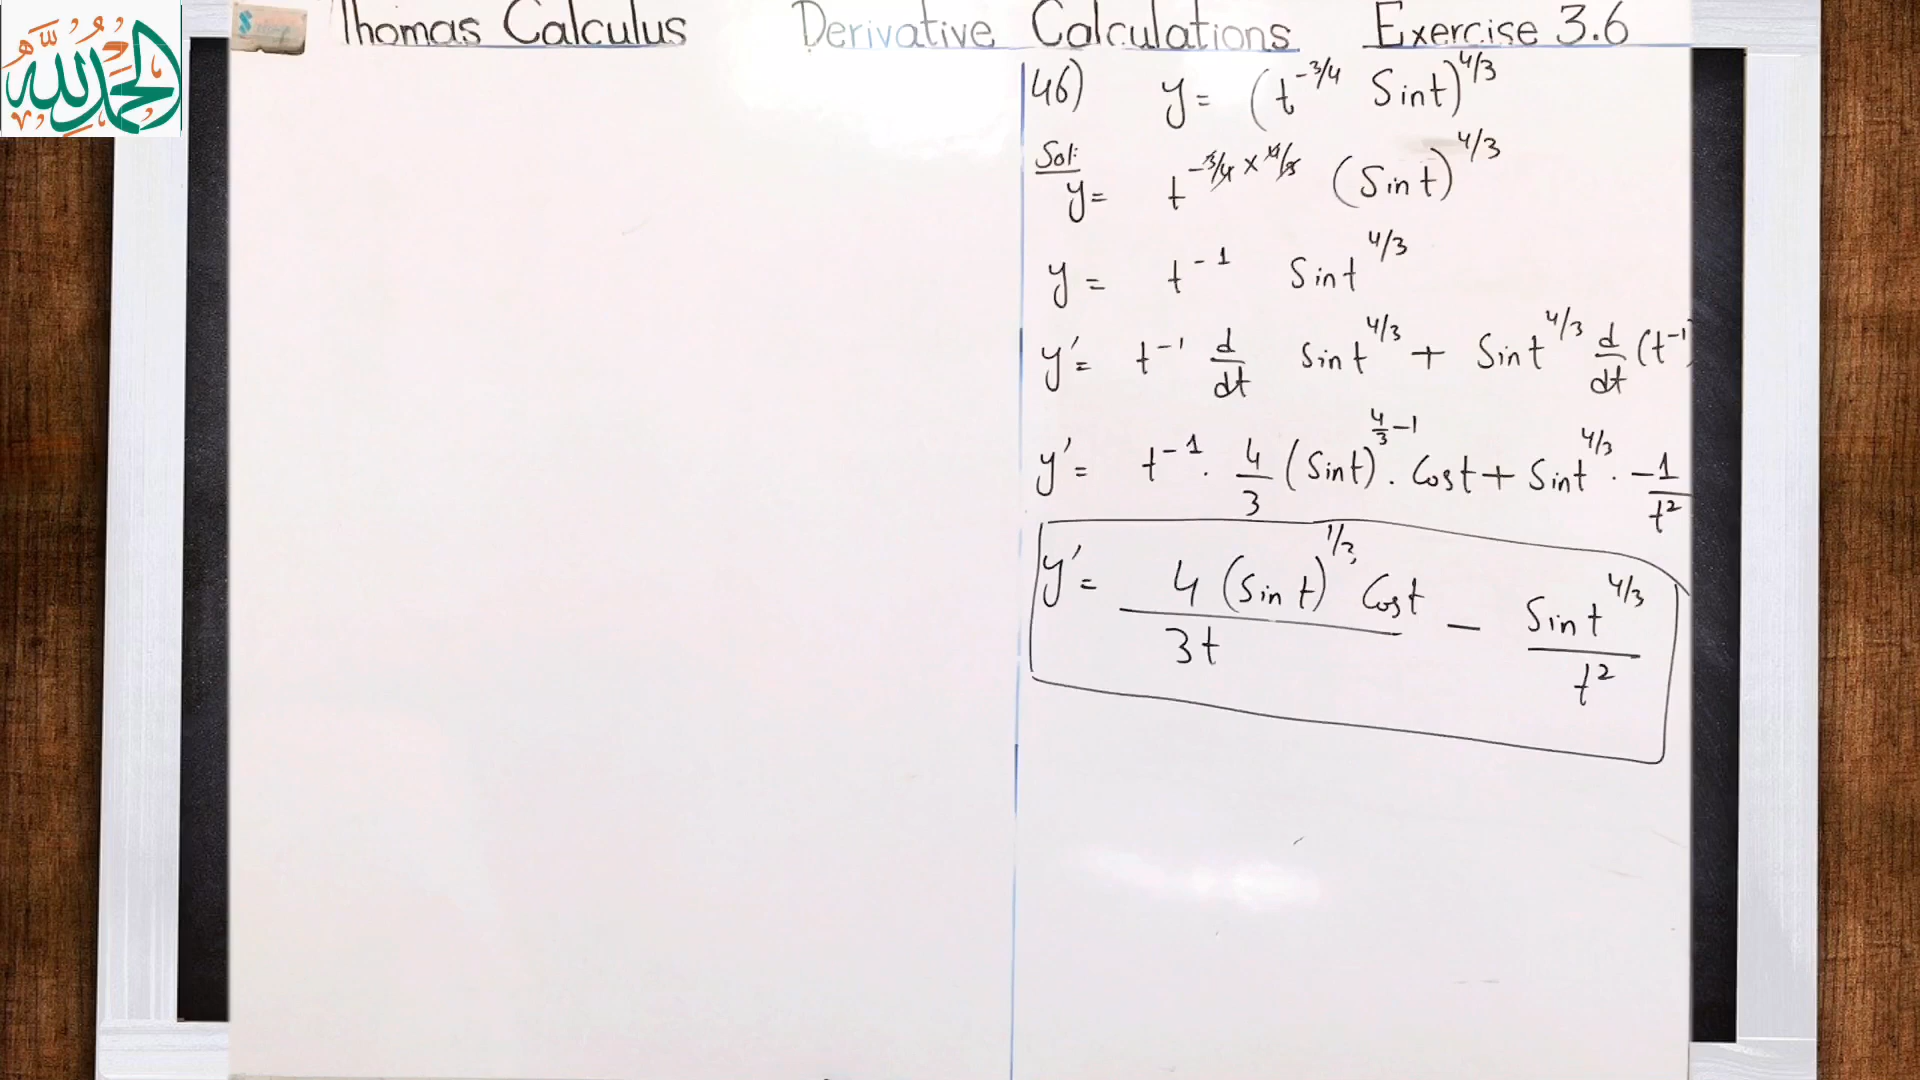 الحمد لله
Thomas Calculus Derivative Calculations Exercise 3.6
46) y = (t^-3/4 Sint)^4/3
Sol:
y = t^-3/4 × 4/3 (Sint)^4/3
y = t^-1 Sint^4/3
y' = t^-1 d/dt Sint^4/3 + Sint^4/3 d/dt (t^-1)
y' = t^-1 . 4/3 (Sint)^4/3-1 . Cost + Sint^4/3 . -1/t^2
y' = 4 (Sint)^1/3 Cost / 3t - Sint^4/3 / t^2